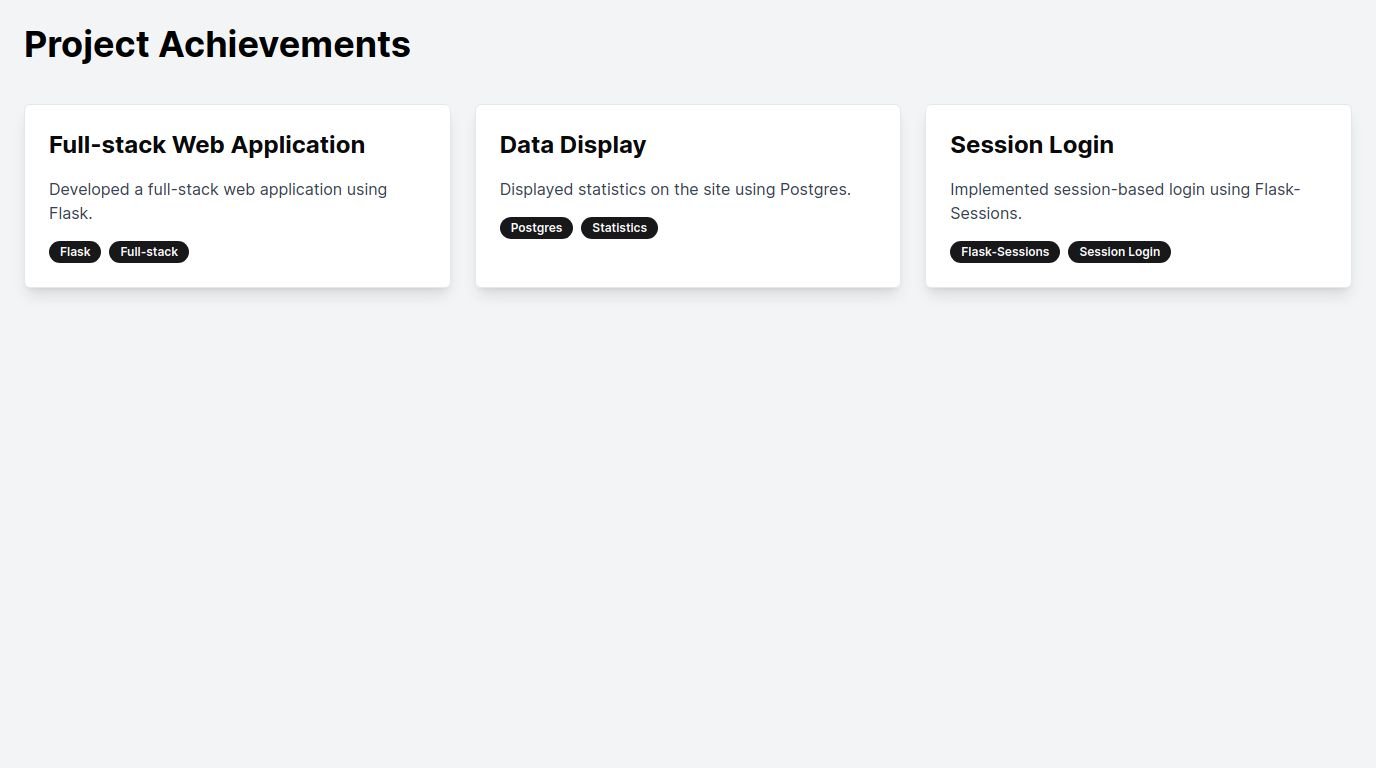 Project Achievements
Full-stack Web Application
Developed a full-stack web application using
Flask.
Flask Full-stack
Data Display
Displayed statistics on the site using Postgres.
Postgres Statistics
Session Login
Implemented session-based login using Flask-
Sessions.
Flask-Sessions Session Login